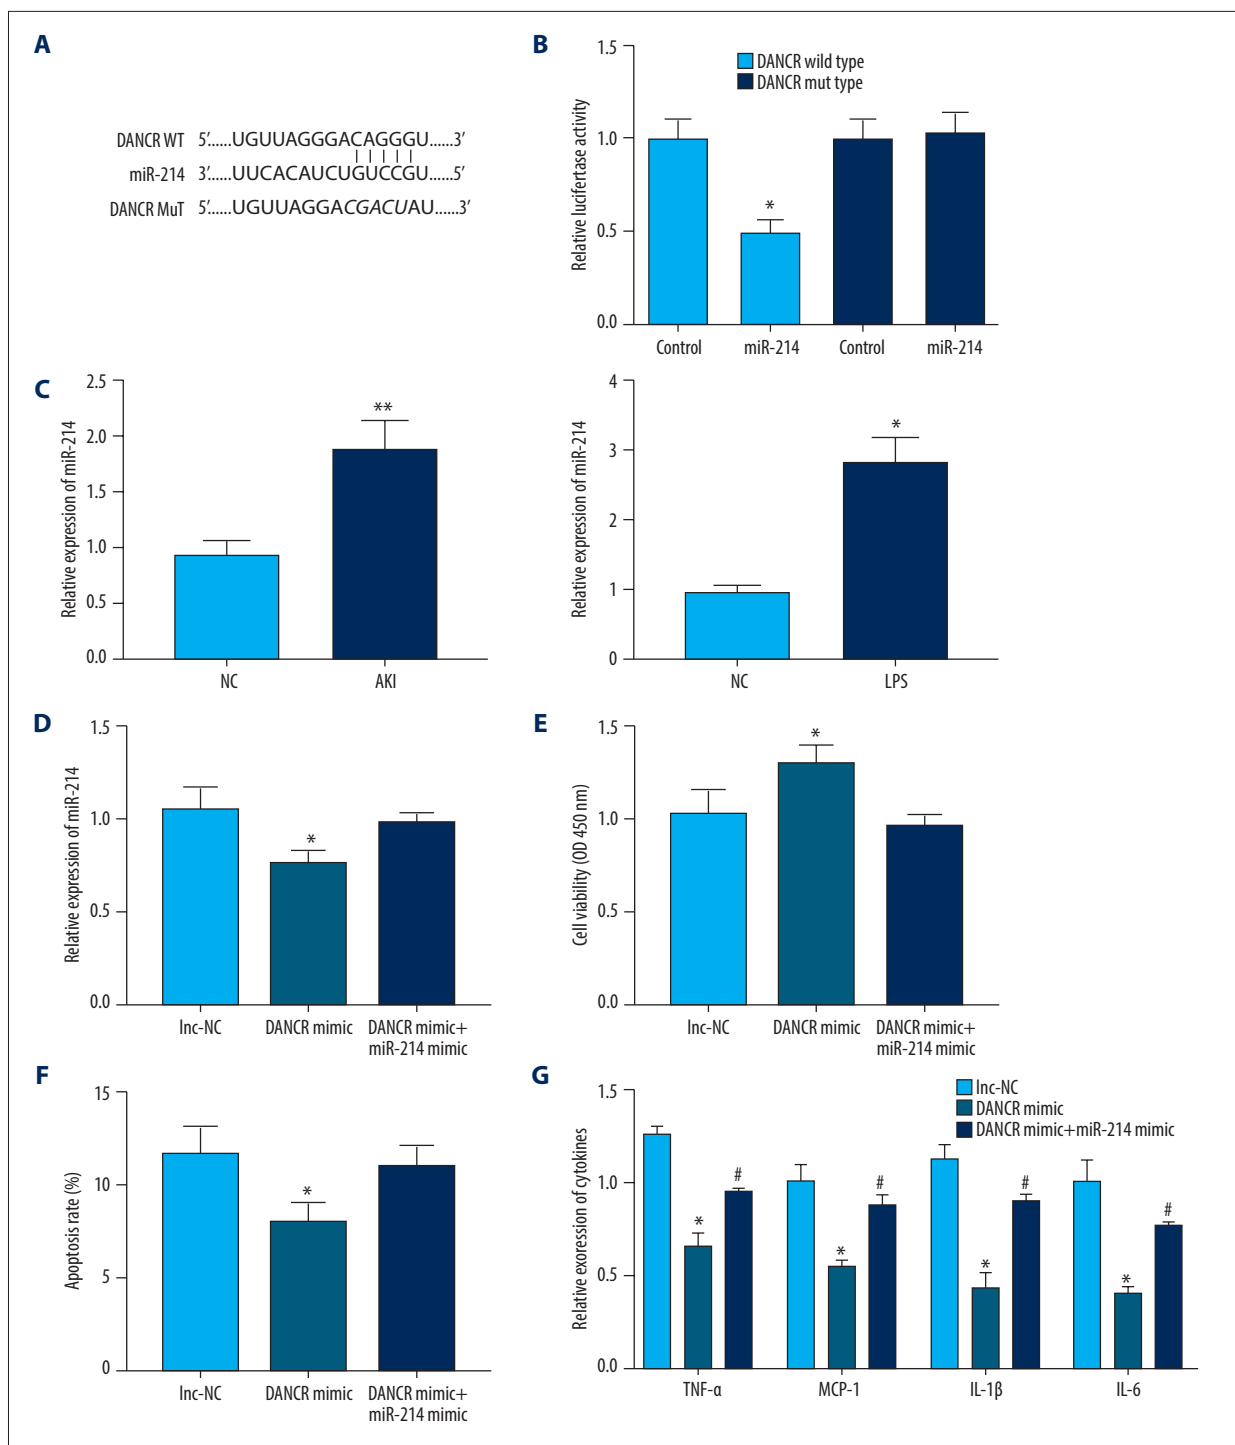 A
DANCR WT 5′......UGUUAGGGACAGGGU......3′
miR-214 3′......UUCACAUCUGUCCGU......5′
DANCR MuT 5′......UGUUAGGACGACUAU......3′
B
DANCR wild type
DANCR mut type
Relative lucifertase activity
1.5
1.0
0.5
0.0
*
Control miR-214 Control miR-214
C
Relative expression of miR-214
2.5
2.0
1.5
1.0
0.5
0.0
**
NC AKI
Relative expression of miR-214
4
3
2
1
0
*
NC LPS
D
Relative expression of miR-214
1.5
1.0
0.5
0.0
*
lnc-NC DANCR mimic DANCR mimic+
miR-214 mimic
E
Cell viability (OD 450 nm)
1.5
1.0
0.5
0.0
*
lnc-NC DANCR mimic DANCR mimic+
miR-214 mimic
F
Apoptosis rate (%)
15
10
5
0
*
lnc-NC DANCR mimic DANCR mimic+
miR-214 mimic
G
lnc-NC
DANCR mimic
DANCR mimic+miR-214 mimic
Relative exoression of cytokines
1.5
1.0
0.5
0.0
* # * # * # * #
TNF-α MCP-1 IL-1β IL-6